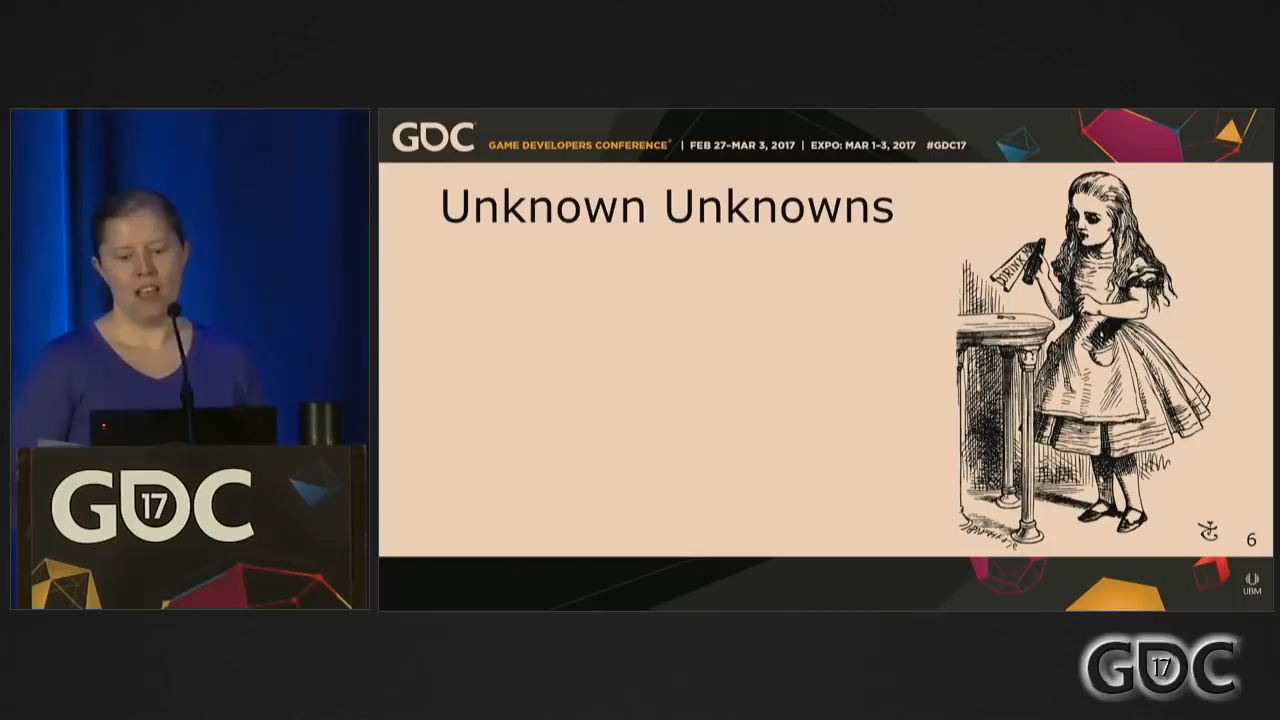 GDC
GAME DEVELOPERS CONFERENCE | FEB 27-MAR 3, 2017 | EXPO: MAR 1-3, 2017 #GDC17
Unknown Unknowns
DRINK
6
UBM
GDC 17
GDC 17